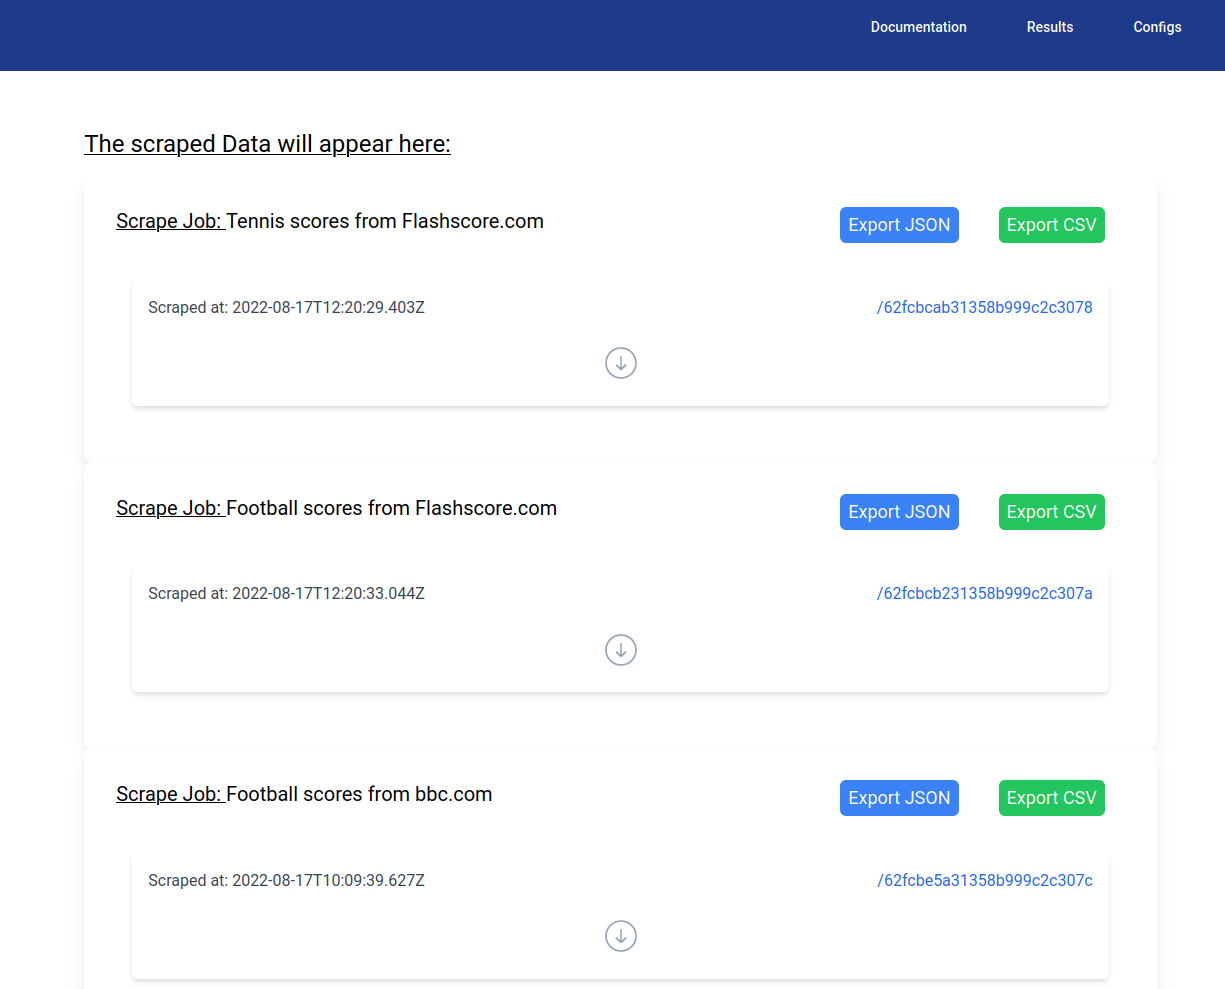 Documentation Results Configs
The scraped Data will appear here:
Scrape Job: Tennis scores from Flashscore.com Export JSON Export CSV
Scraped at: 2022-08-17T12:20:29.403Z /62fcbcab31358b999c2c3078
Scrape Job: Football scores from Flashscore.com Export JSON Export CSV
Scraped at: 2022-08-17T12:20:33.044Z /62fcbcb231358b999c2c307a
Scrape Job: Football scores from bbc.com Export JSON Export CSV
Scraped at: 2022-08-17T10:09:39.627Z /62fcbe5a31358b999c2c307c